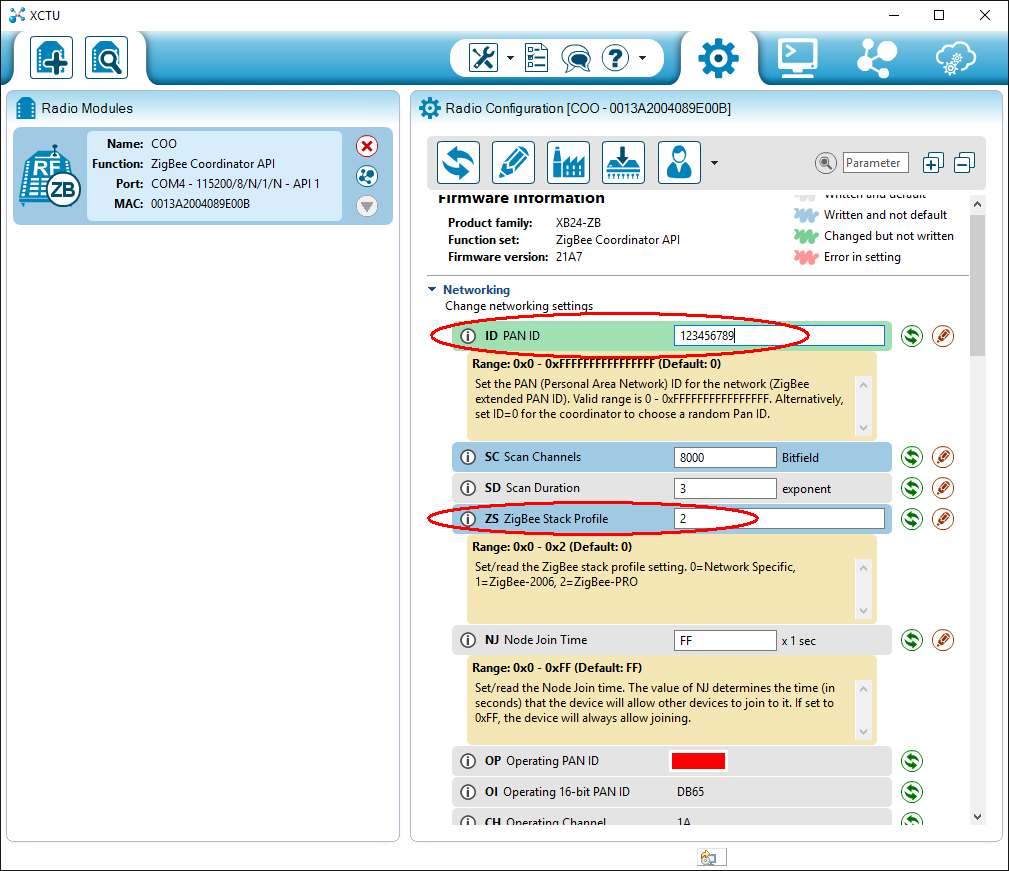 XCTU
Radio Modules
Name: COO
Function: ZigBee Coordinator API
Port: COM4 - 115200/8/N/1/N - API 1
MAC: 0013A2004089E00B
RF
ZB
Radio Configuration [COO - 0013A2004089E00B]
Parameter
Firmware information
Product family: XB24-ZB
Function set: ZigBee Coordinator API
Firmware version: 21A7
Written and default
Written and not default
Changed but not written
Error in setting
Networking
Change networking settings
ID PAN ID 123456789
Range: 0x0 - 0xFFFFFFFFFFFFFFFF (Default: 0)
Set the PAN (Personal Area Network) ID for the network (ZigBee
extended PAN ID). Valid range is 0 - 0xFFFFFFFFFFFFFFFF. Alternatively,
set ID=0 for the coordinator to choose a random Pan ID.
SC Scan Channels 8000 Bitfield
SD Scan Duration 3 exponent
ZS ZigBee Stack Profile 2
Range: 0x0 - 0x2 (Default: 0)
Set/read the ZigBee stack profile setting. 0=Network Specific,
1=ZigBee-2006, 2=ZigBee-PRO
NJ Node Join Time FF x 1 sec
Range: 0x0 - 0xFF (Default: FF)
Set/read the Node Join time. The value of NJ determines the time (in
seconds) that the device will allow other devices to join to it. If set to
0xFF, the device will always allow joining.
OP Operating PAN ID
OI Operating 16-bit PAN ID DB65
CH Operating Channel 1A